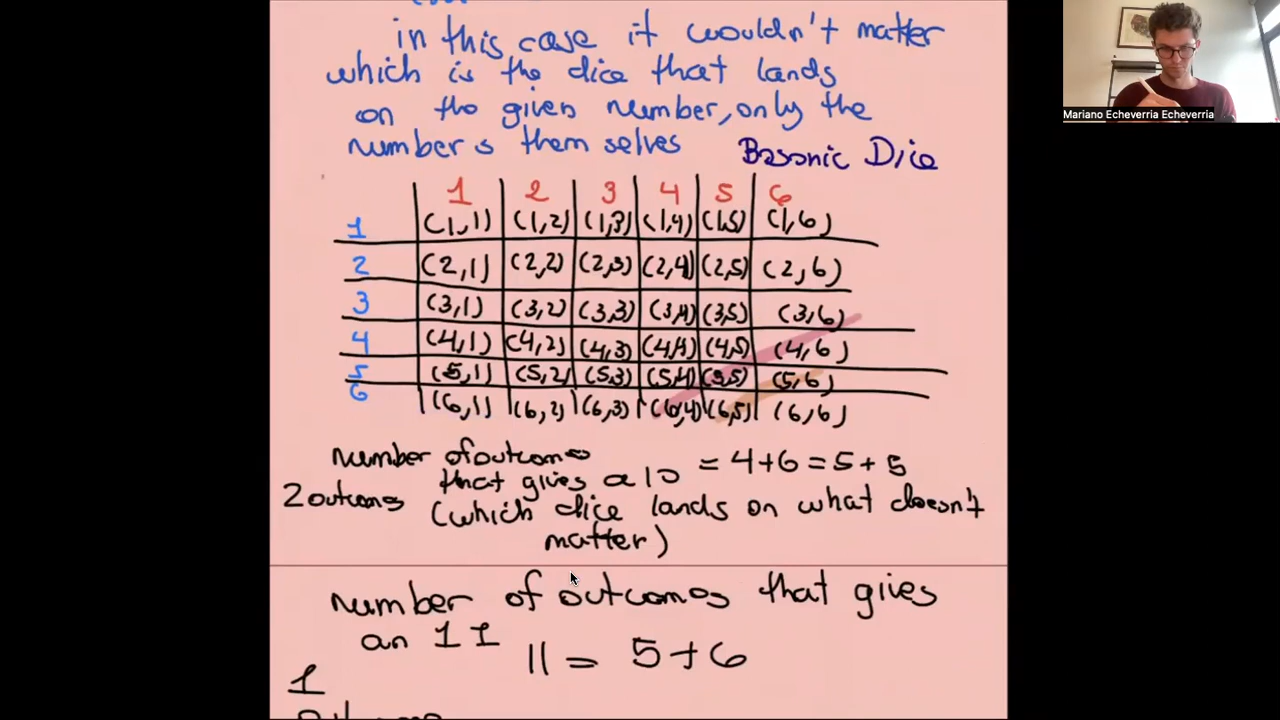 in this case it wouldn't matter
which is the dice that lands
on the given number, only the
numbers them selves
Bosonic Dice
1 2 3 4 5 6
1 (1,1) (1,2) (1,3) (1,4) (1,5) (1,6)
2 (2,1) (2,2) (2,3) (2,4) (2,5) (2,6)
3 (3,1) (3,2) (3,3) (3,4) (3,5) (3,6)
4 (4,1) (4,2) (4,3) (4,4) (4,5) (4,6)
5 (5,1) (5,2) (5,3) (5,4) (5,5) (5,6)
6 (6,1) (6,2) (6,3) (6,4) (6,5) (6,6)
number of outcomes
that gives a 10 = 4+6 = 5+5
2 outcomes (which dice lands on what doesn't
matter)
number of outcomes that gives
an 11
11 = 5+6
1
Mariano Echeverria Echeverria